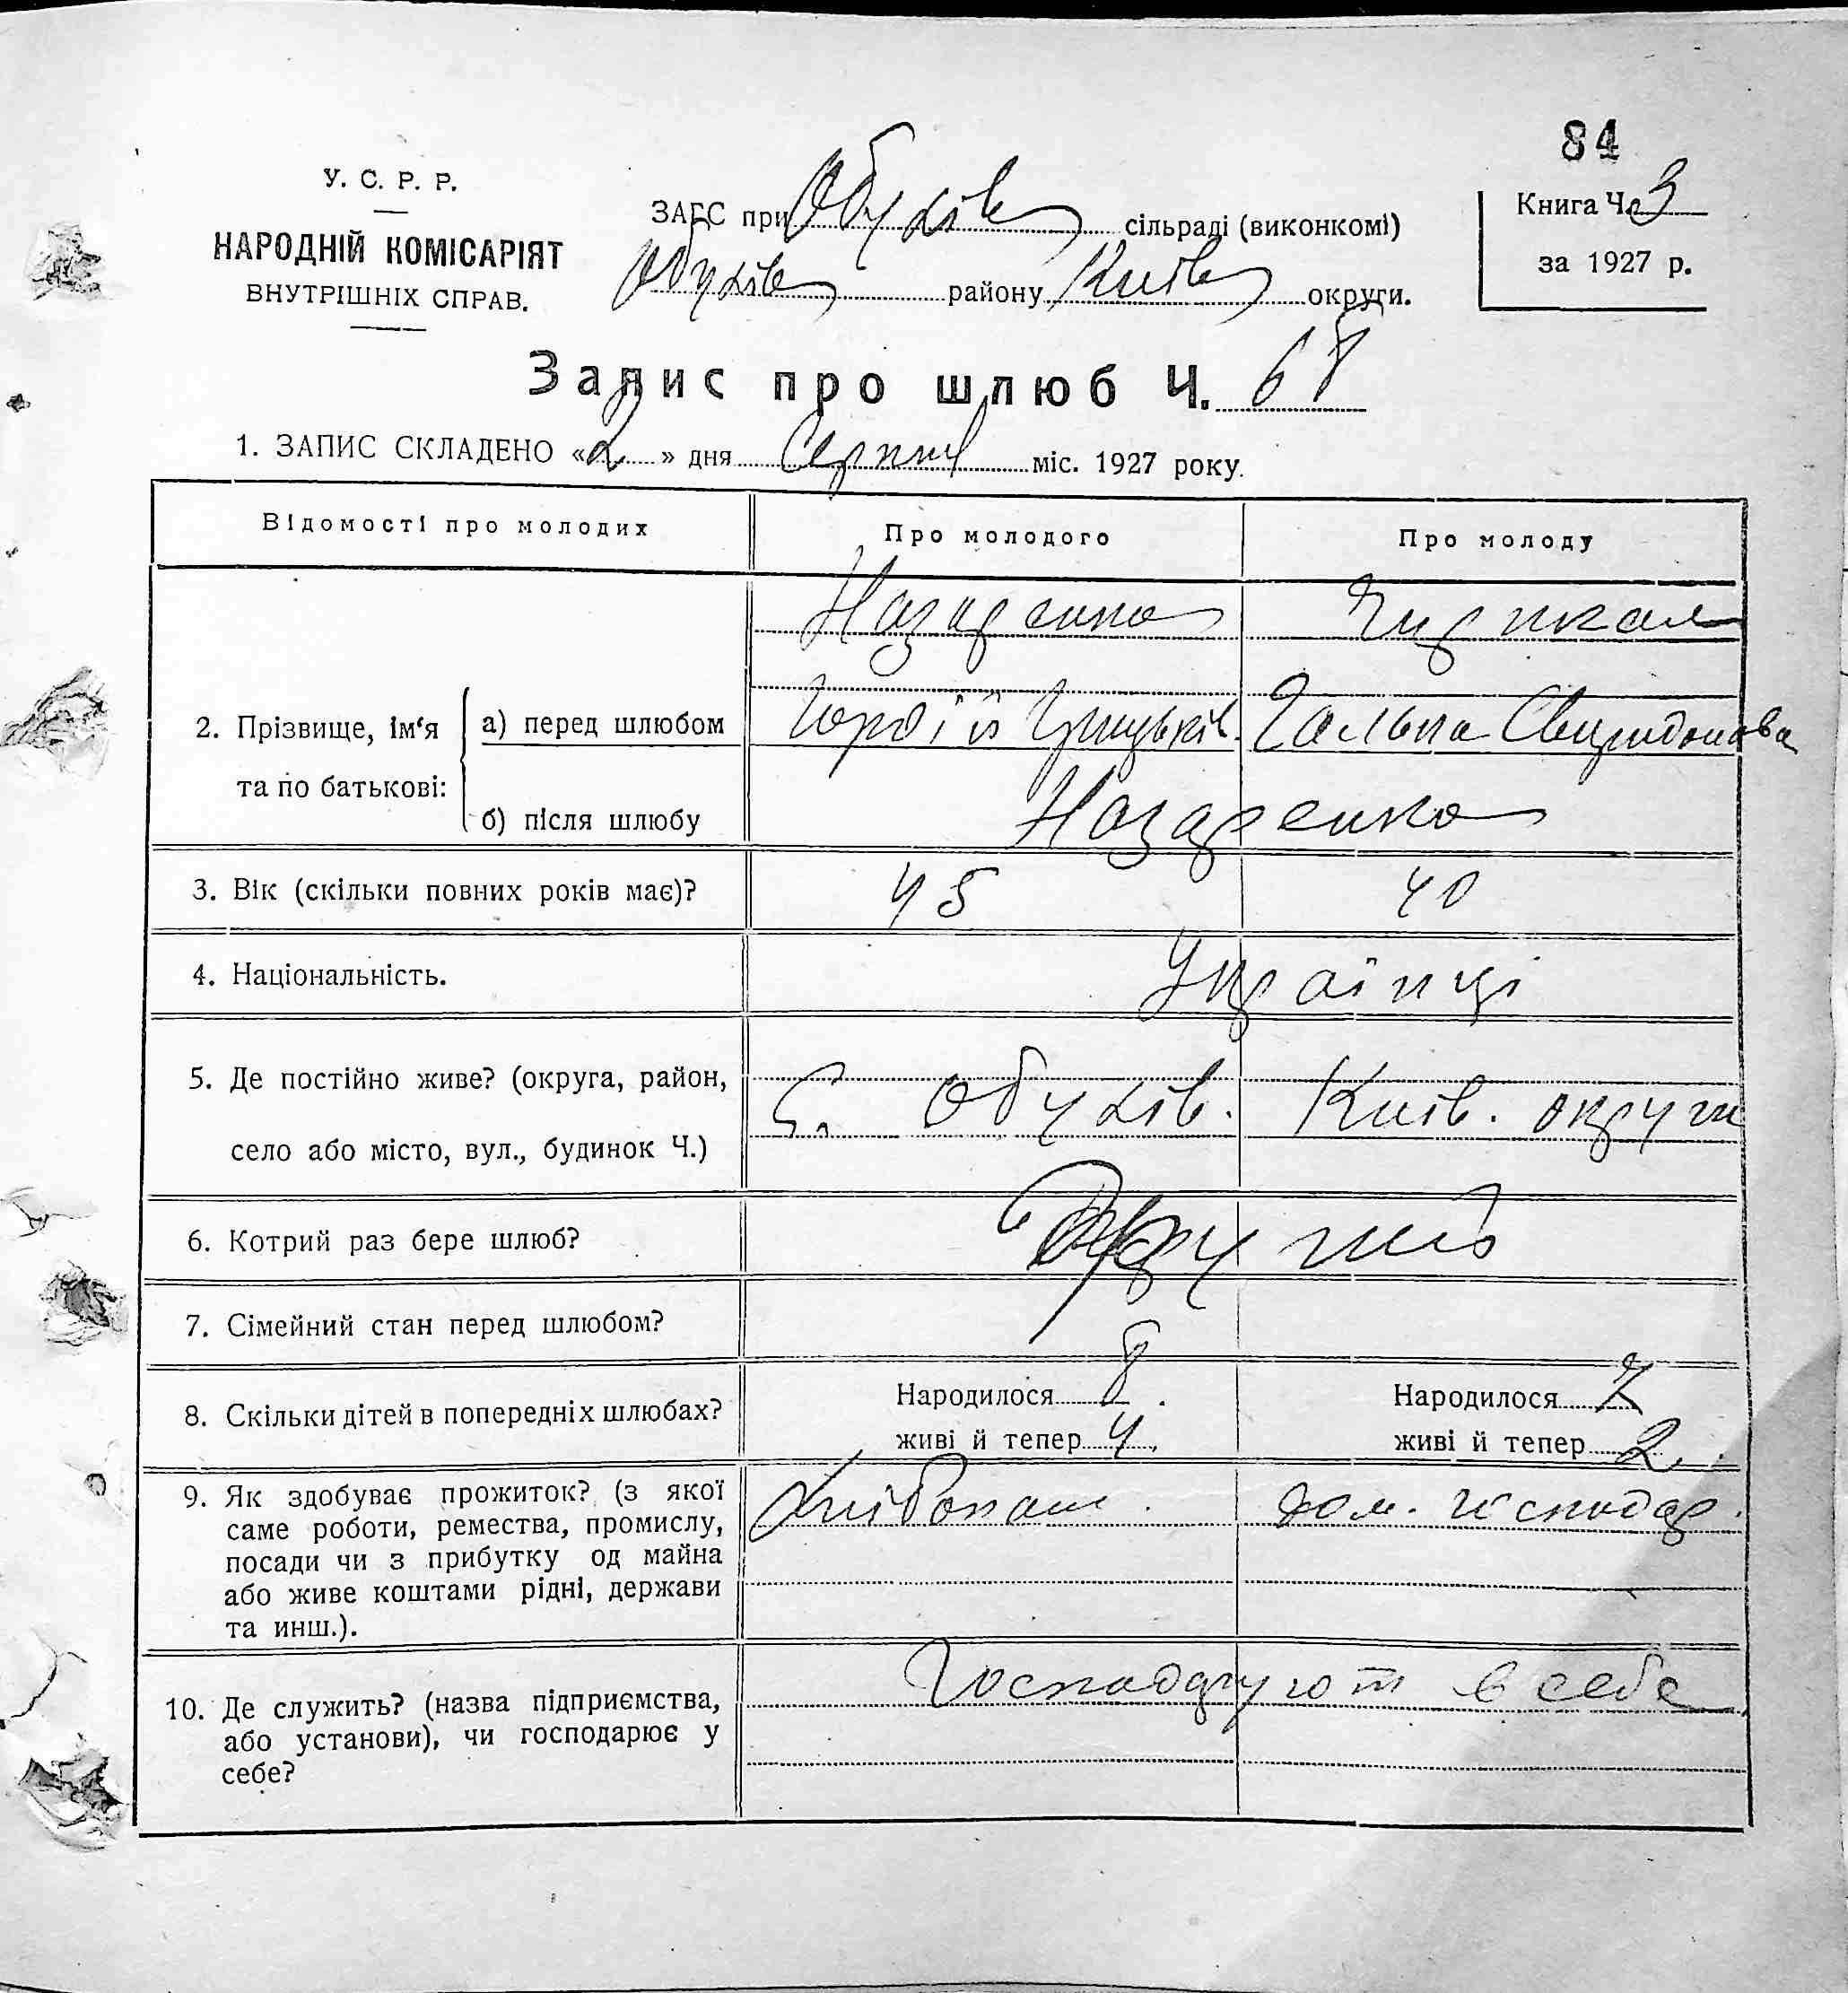 84
У. С. Р. Р.
НАРОДНІЙ КОМІСАРІЯТ
ВНУТРІШНІХ СПРАВ.
ЗАГС при Обухів сільраді (виконкомі)
Обухів району Київ округи.
Книга Ч. 3
за 1927 р.
Запис про шлюб Ч. 68
1. ЗАПИС СКЛАДЕНО «2» дня Серпня міс. 1927 року.
Відомості про молодих Про молодого Про молоду
2. Прізвище, ім‘я та по батькові:
а) перед шлюбом
Назаренко
Гордій Грицьків.
Галька Свиридонова
б) після шлюбу Назаренко
3. Вік (скільки повних років має)? 45 40
4. Національність. Українці
5. Де постійно живе? (округа, район,
село або місто, вул., будинок Ч.)
с. Обухів. Київ. округи
6. Котрий раз бере шлюб? Другий
7. Сімейний стан перед шлюбом?
8. Скільки дітей в попередніх шлюбах?
Народилося 8.
живі й тепер 4.
Народилося 7
живі й тепер 2.
9. Як здобуває прожиток? (з якої
саме роботи, ремества, промислу,
посади чи з прибутку од майна
або живе коштами рідні, держави
та инш.).
Хлібопаш.
дом. господар.
10. Де служить? (назва підприємства,
або установи), чи господарює у
себе?
Господарують в себе